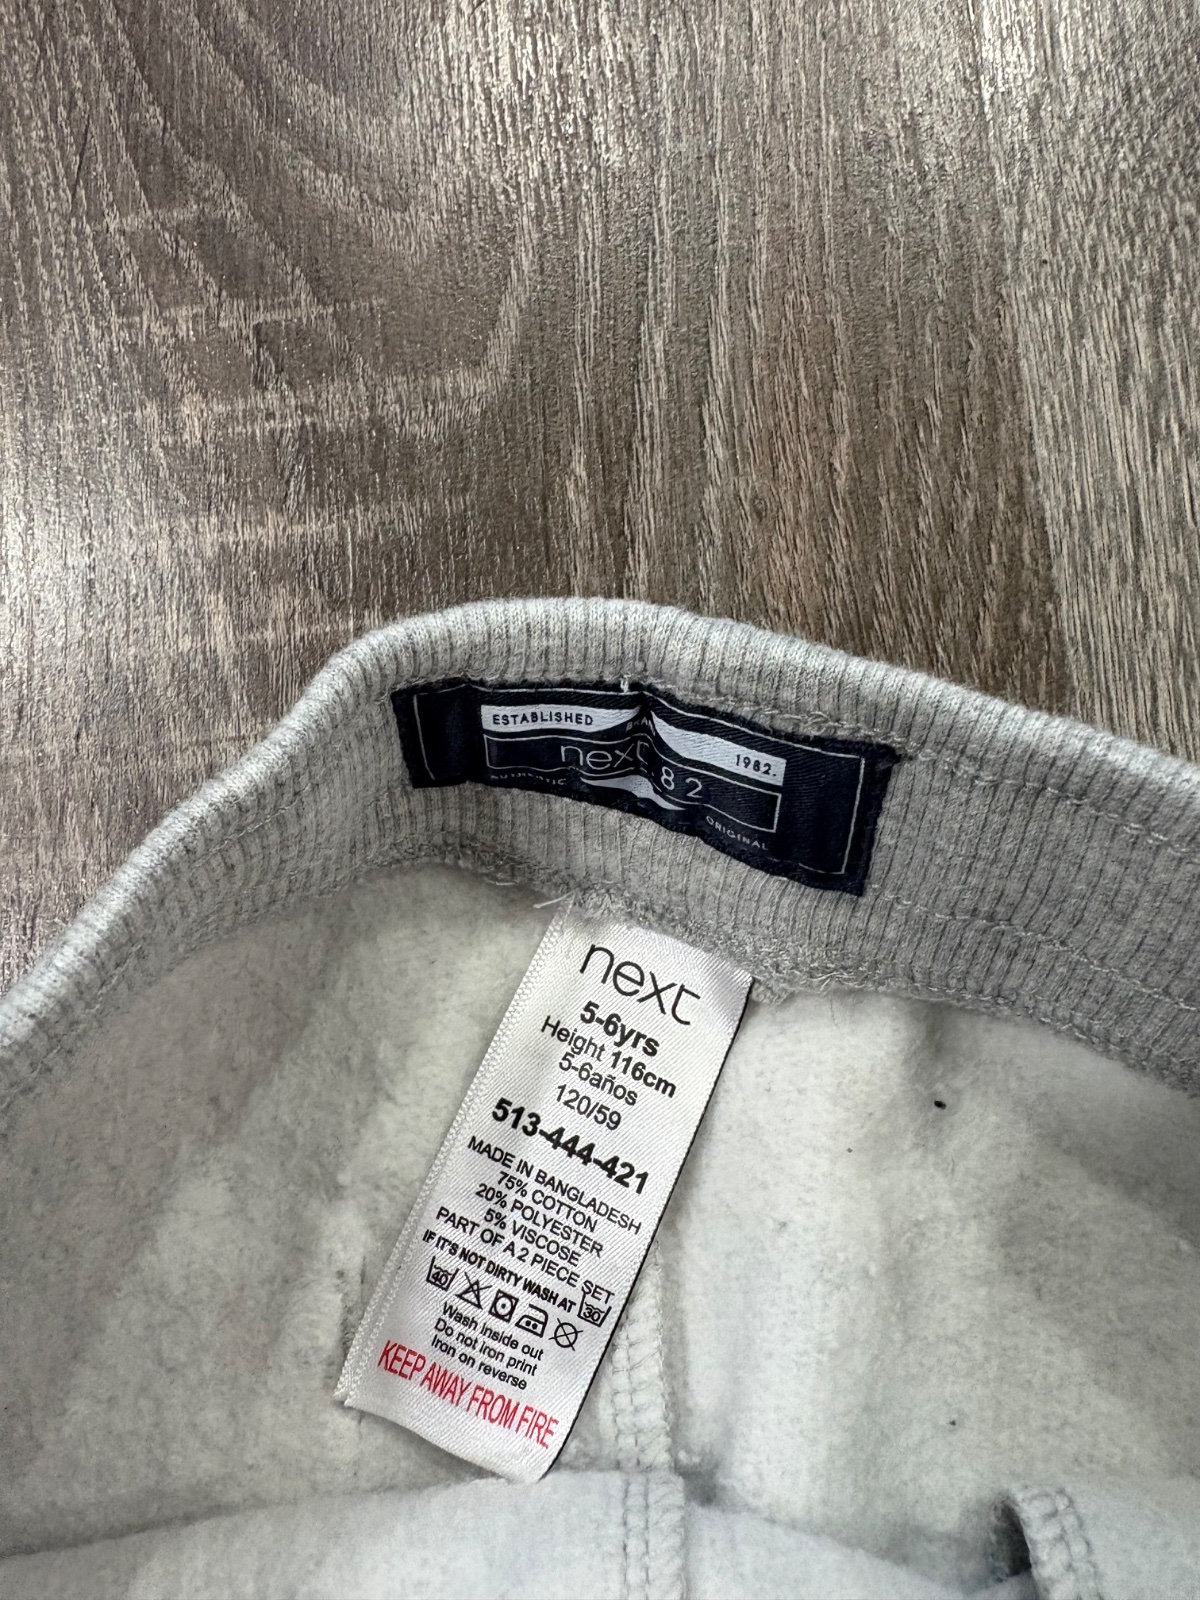 ESTABLISHED
1982.
next 82
ORIGINAL
next
5-6yrs
Height 116cm
5-6años
120/59
513-444-421
MADE IN BANGLADESH
75% COTTON
20% POLYESTER
5% VISCOSE
PART OF A 2 PIECE SET
IF IT'S NOT DIRTY WASH AT 30
40
Wash inside out
Do not iron print
Iron on reverse
KEEP AWAY FROM FIRE